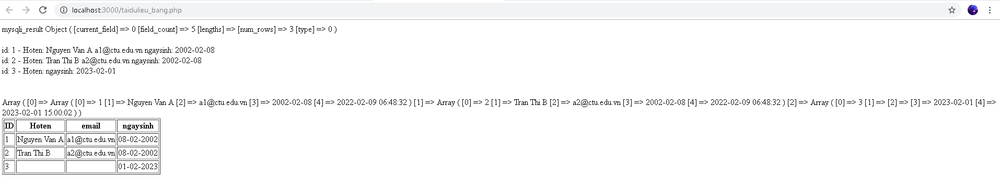 localhost:3000/taidulieu_bang.php
mysqli_result Object ( [current_field] => 0 [field_count] => 5 [lengths] => [num_rows] => 3 [type] => 0 )
id: 1 - Hoten: Nguyen Van A a1@ctu.edu.vn ngaysinh: 2002-02-08
id: 2 - Hoten: Tran Thi B a2@ctu.edu.vn ngaysinh: 2002-02-08
id: 3 - Hoten: ngaysinh: 2023-02-01
Array ( [0] => Array ( [0] => 1 [1] => Nguyen Van A [2] => a1@ctu.edu.vn [3] => 2002-02-08 [4] => 2022-02-09 06:48:32 ) [1] => Array ( [0] => 2 [1] => Tran Thi B [2] => a2@ctu.edu.vn [3] => 2002-02-08 [4] => 2022-02-09 06:48:32 ) [2] => Array ( [0] => 3 [1] => [2] => [3] => 2023-02-01 [4] =>
2023-02-01 15:00:02 ) )
ID Hoten email ngaysinh
1 Nguyen Van A a1@ctu.edu.vn 08-02-2002
2 Tran Thi B a2@ctu.edu.vn 08-02-2002
3 01-02-2023